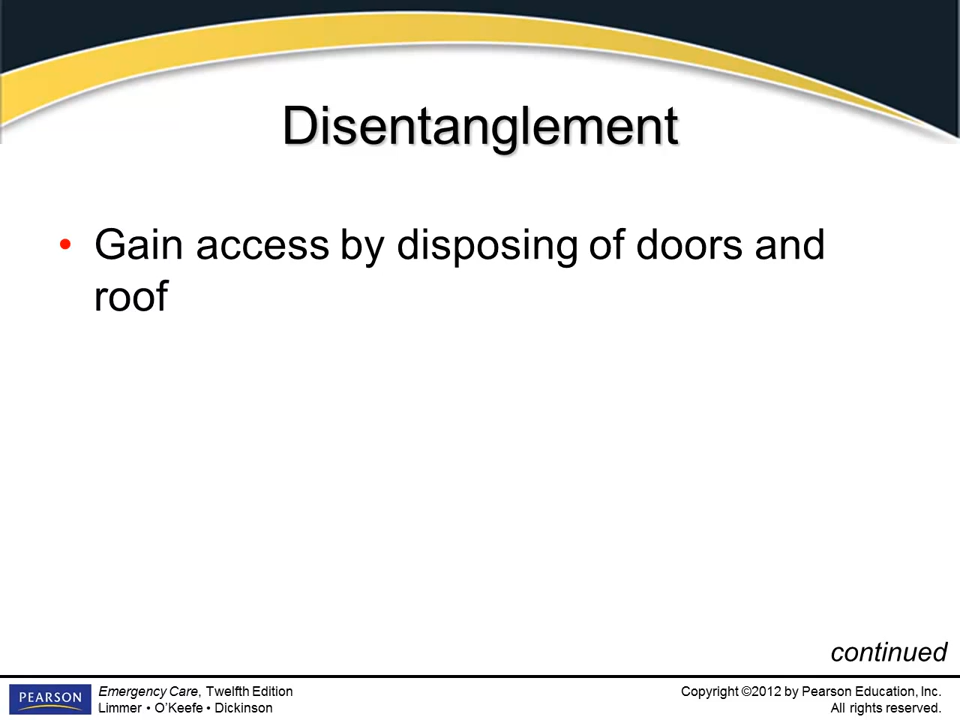 Disentanglement
• Gain access by disposing of doors and
roof
continued
PEARSON
Emergency Care, Twelfth Edition
Limmer • O’Keefe • Dickinson
Copyright ©2012 by Pearson Education, Inc.
All rights reserved.